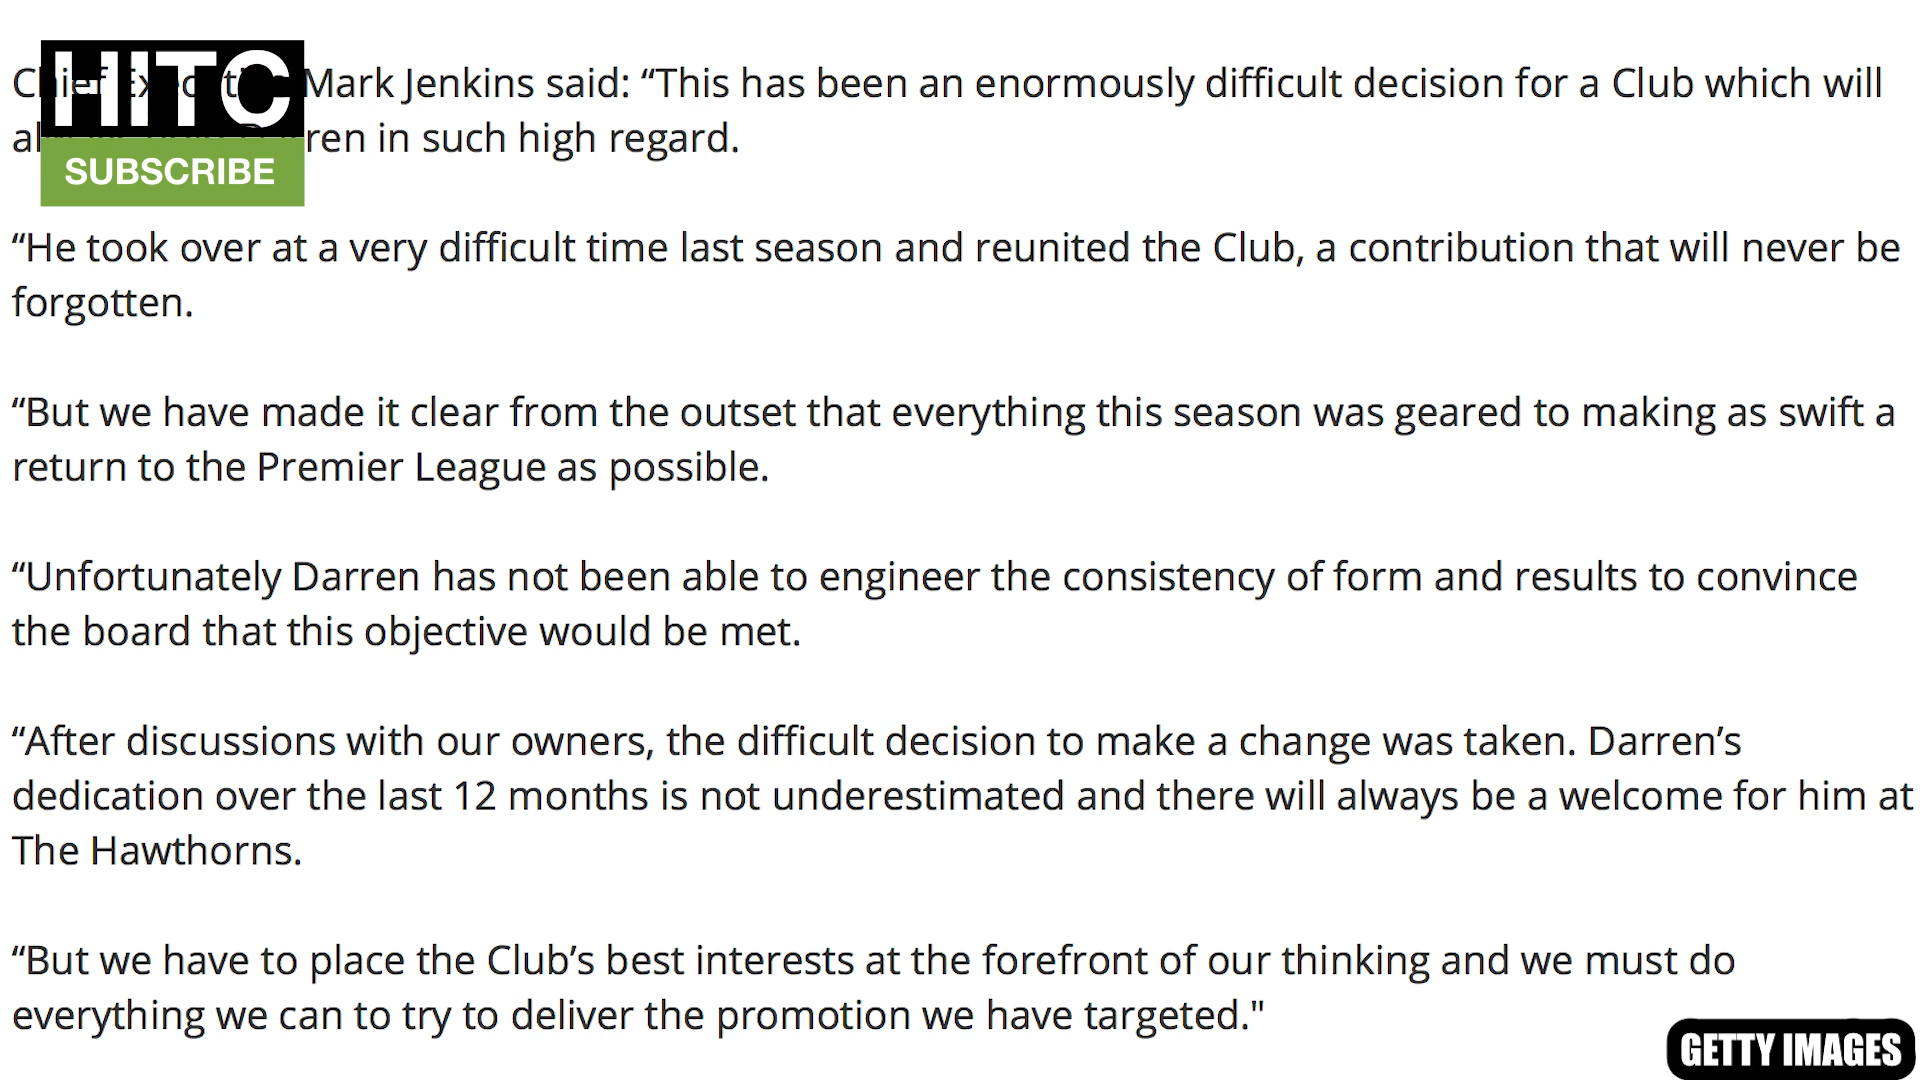 HITC
SUBSCRIBE
Chief Mark Jenkins said: “This has been an enormously difficult decision for a Club which will
in such high regard.
“He took over at a very difficult time last season and reunited the Club, a contribution that will never be
forgotten.
“But we have made it clear from the outset that everything this season was geared to making as swift a
return to the Premier League as possible.
“Unfortunately Darren has not been able to engineer the consistency of form and results to convince
the board that this objective would be met.
“After discussions with our owners, the difficult decision to make a change was taken. Darren’s
dedication over the last 12 months is not underestimated and there will always be a welcome for him at
The Hawthorns.
“But we have to place the Club’s best interests at the forefront of our thinking and we must do
everything we can to try to deliver the promotion we have targeted."
GETTY IMAGES